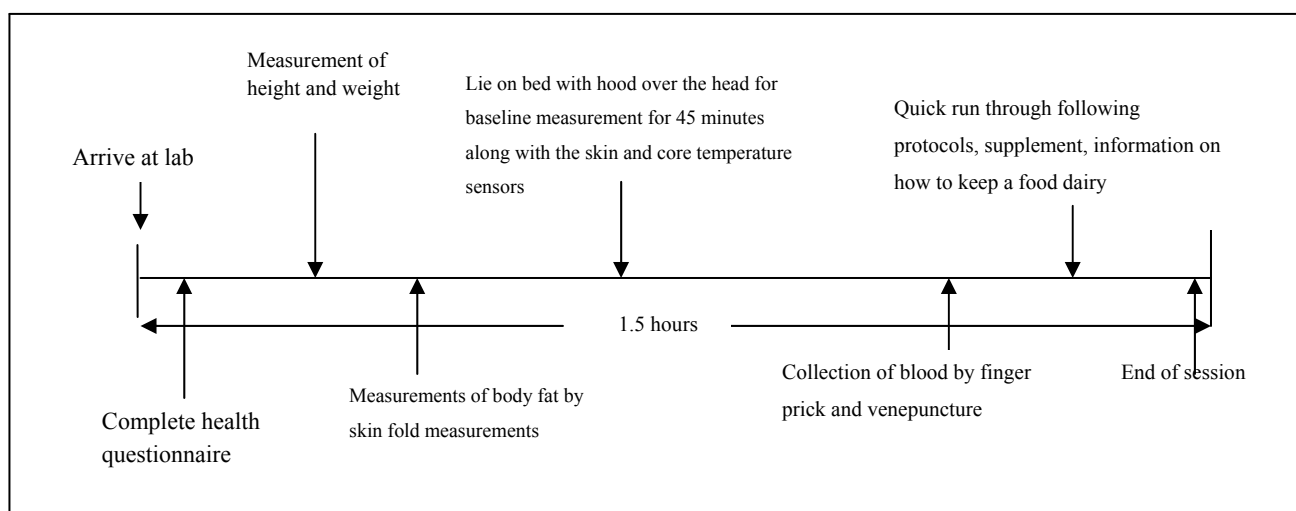 Measurement of
height and weight
Lie on bed with hood over the head for
baseline measurement for 45 minutes
along with the skin and core temperature
sensors
Quick run through following
protocols, supplement, information on
how to keep a food dairy
Arrive at lab
1.5 hours
Complete health
questionnaire
Measurements of body fat by
skin fold measurements
Collection of blood by finger
prick and venepuncture
End of session